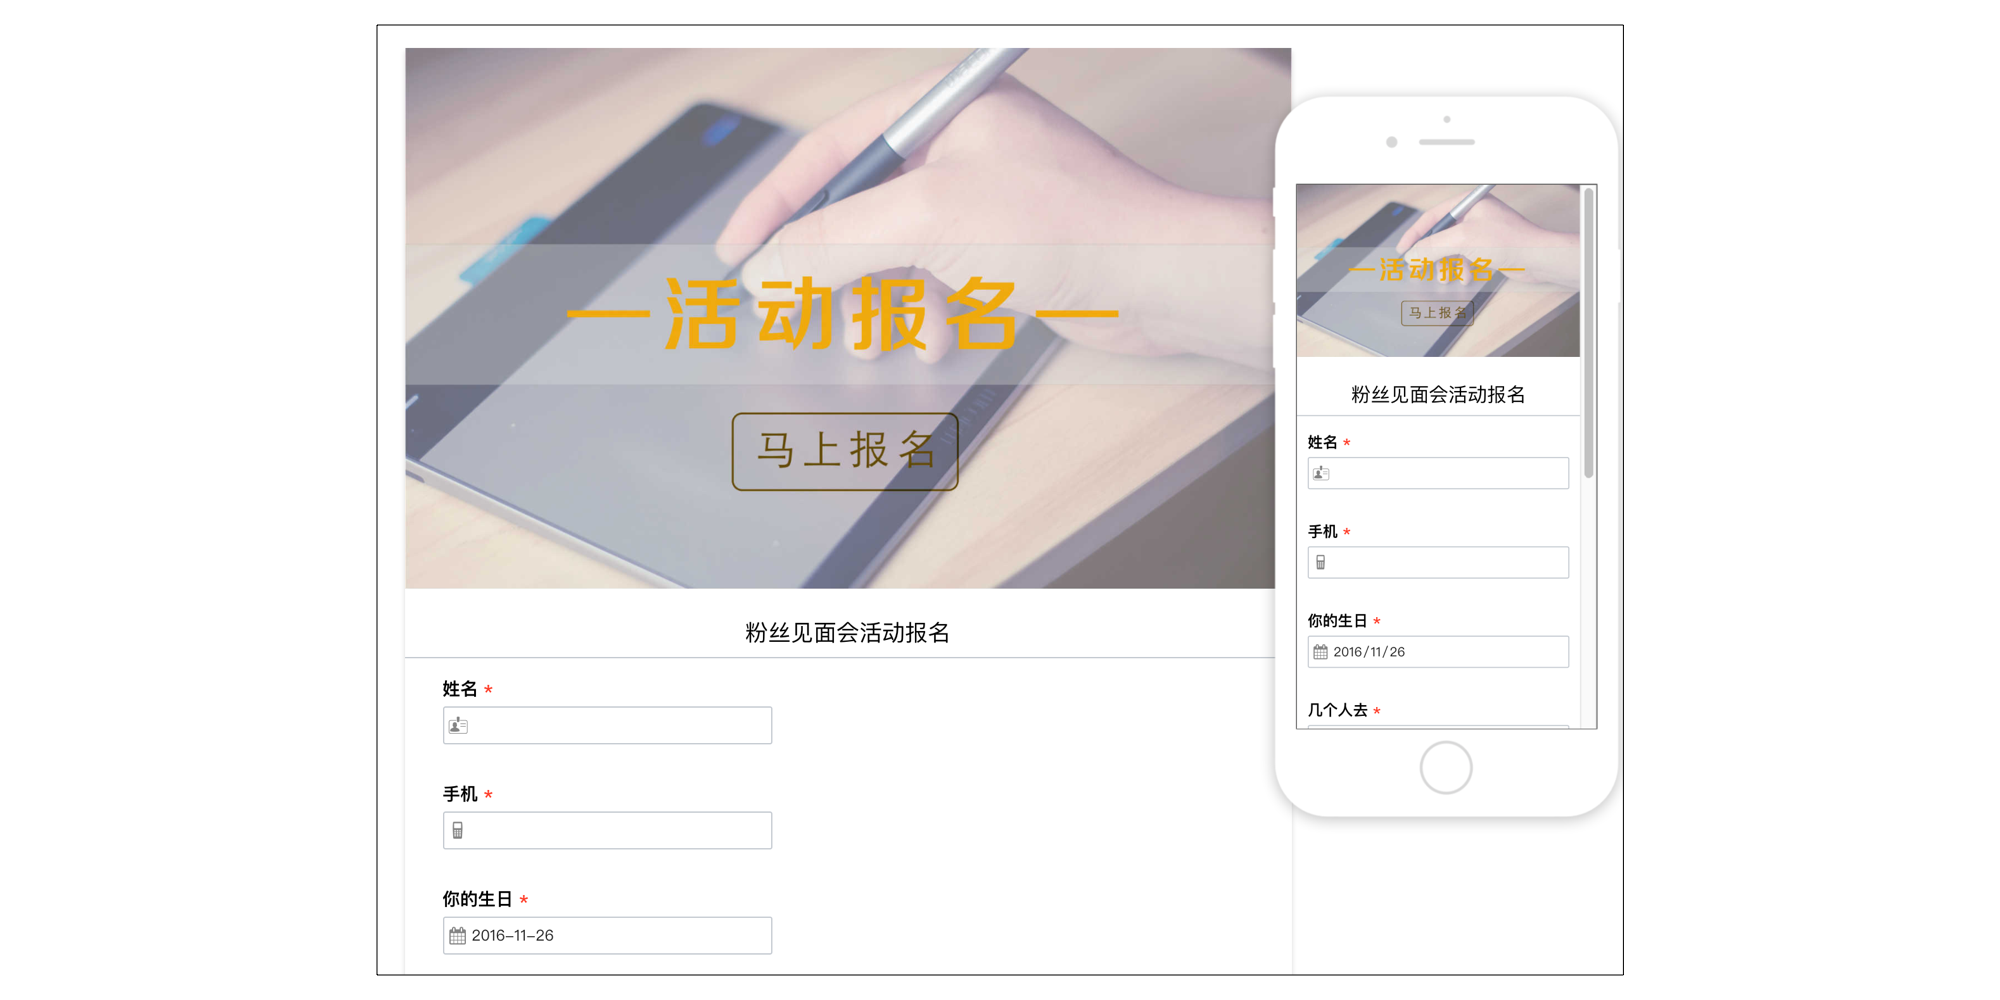 —活动报名—
马上报名
粉丝见面会活动报名
姓名 *
手机 *
你的生日 *
2016-11-26
—活动报名—
马上报名
粉丝见面会活动报名
姓名 *
手机 *
你的生日 *
2016/11/26
几个人去 *